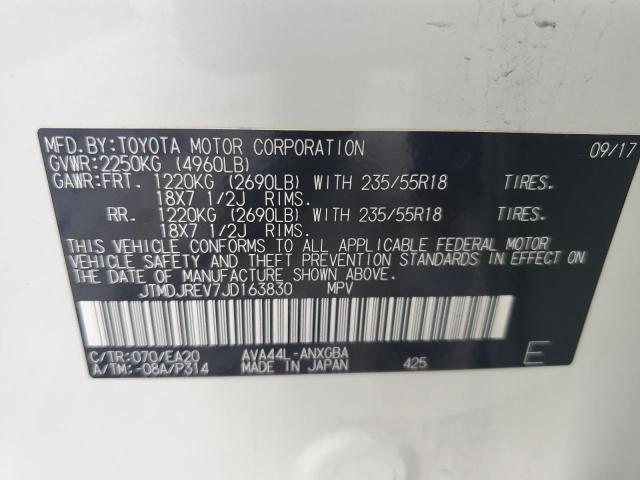 MFD.BY:TOYOTA MOTOR CORPORATION 09/17
GVWR:2250KG (4960LB)
GAWR:FRT. 1220KG (2690LB) WITH 235/55R18 TIRES.
18X7 1/2J RIMS.
RR. 1220KG (2690LB) WITH 235/55R18 TIRES.
18X7 1/2J RIMS.
THIS VEHICLE CONFORMS TO ALL APPLICABLE FEDERAL MOTOR
VEHICLE SAFETY AND THEFT PREVENTION STANDARDS IN EFFECT ON
THE DATE OF MANUFACTURE SHOWN ABOVE.
JTMDJREV7JD163830 MPV
C/TR:070/EA20 AVA44L-ANXGBA 425 E
A/TM:-08A/P314 MADE IN JAPAN